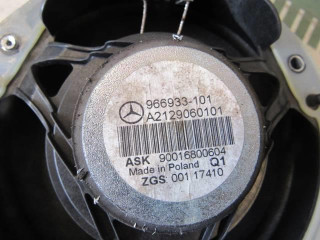 966933-101
A2129060101
ASK 90016800604
Made in Poland Q1
ZGS 001 17410